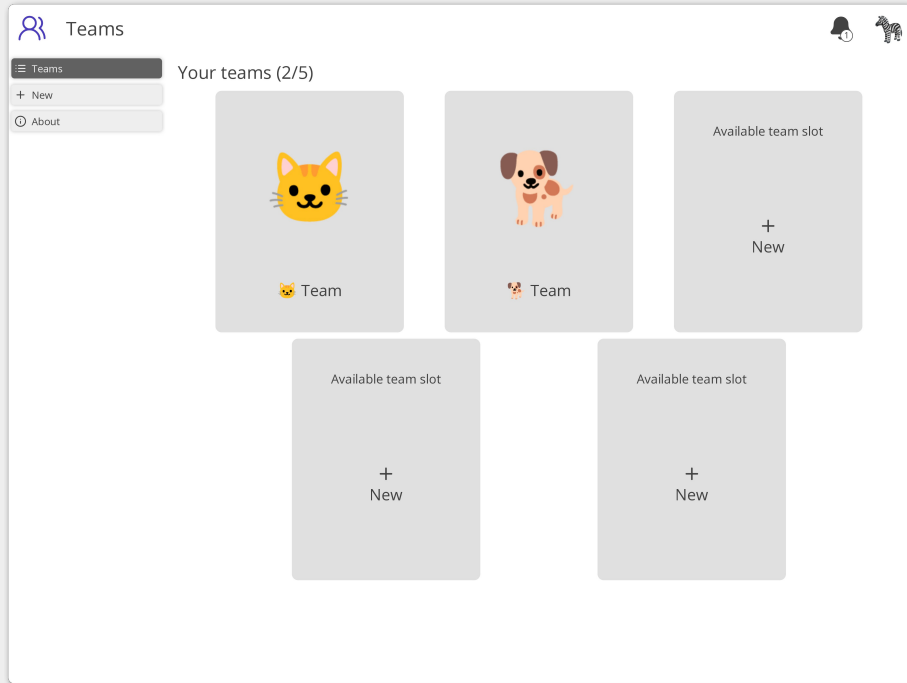 Teams
1
Teams
New
About
Your teams (2/5)
🐱 Team
🐕 Team
Available team slot
+
New
Available team slot
+
New
Available team slot
+
New